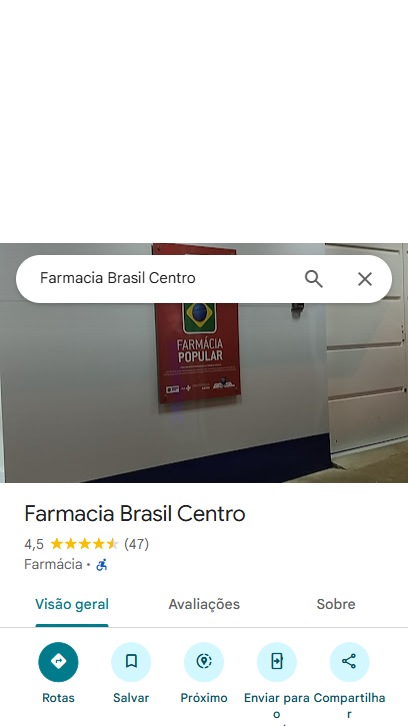 Farmacia Brasil Centro
FARMÁCIA
POPULAR
Farmacia Brasil Centro
4,5 (47)
Farmácia ·
Visão geral Avaliações Sobre
Rotas Salvar Próximo Enviar para o Compartilhar